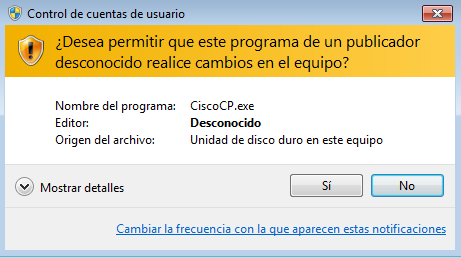 Control de cuentas de usuario
¿Desea permitir que este programa de un publicador
desconocido realice cambios en el equipo?
Nombre del programa: CiscoCP.exe
Editor: Desconocido
Origen del archivo: Unidad de disco duro en este equipo
Mostrar detalles Sí No
Cambiar la frecuencia con la que aparecen estas notificaciones